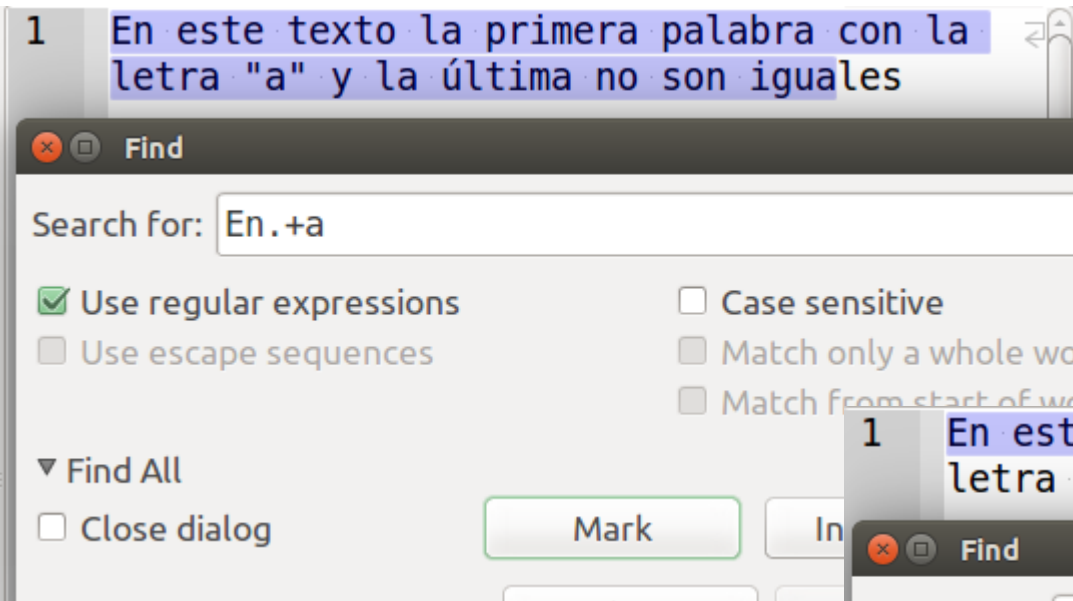 1 En este texto la primera palabra con la
letra "a" y la última no son iguales
Find
Search for: En.+a
Use regular expressions
Case sensitive
Use escape sequences
Match only a whole wo
Match from start of wo
1 En est
letra
Find All
Close dialog
Mark
In
Find